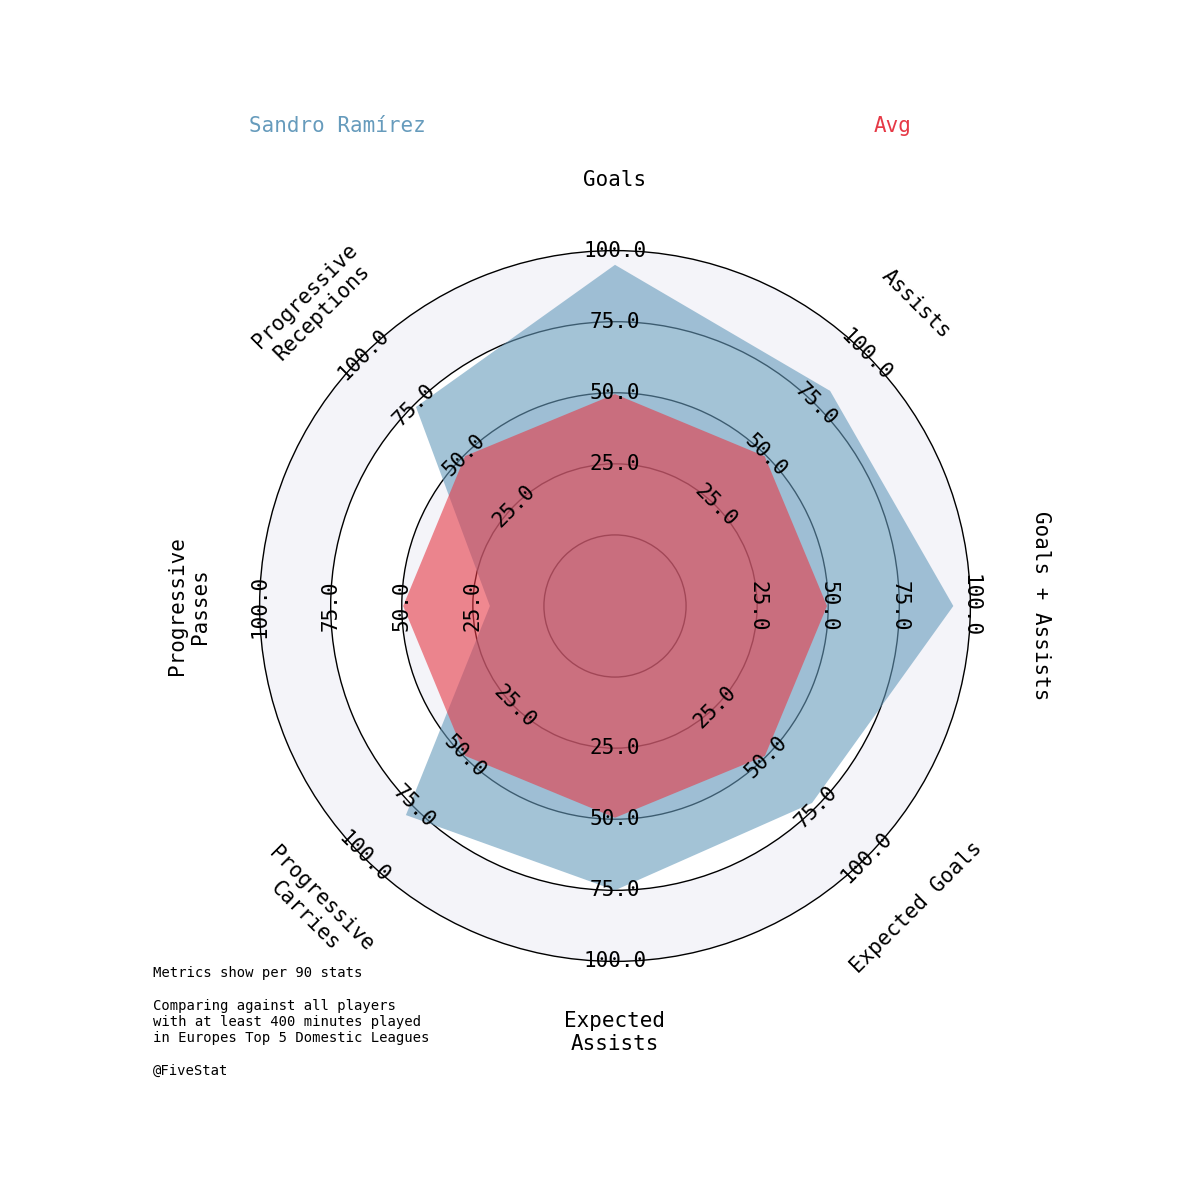 Sandro Ramírez
Avg
Goals
Assists
Goals + Assists
Expected Goals
Expected
Assists
Progressive
Carries
Progressive
Passes
Progressive
Receptions
25.0
50.0
75.0
100.0
25.0
50.0
75.0
100.0
25.0
50.0
75.0
100.0
25.0
50.0
75.0
100.0
25.0
50.0
75.0
100.0
25.0
50.0
75.0
100.0
25.0
50.0
75.0
100.0
25.0
50.0
75.0
100.0
Metrics show per 90 stats
Comparing against all players
with at least 400 minutes played
in Europes Top 5 Domestic Leagues
@FiveStat